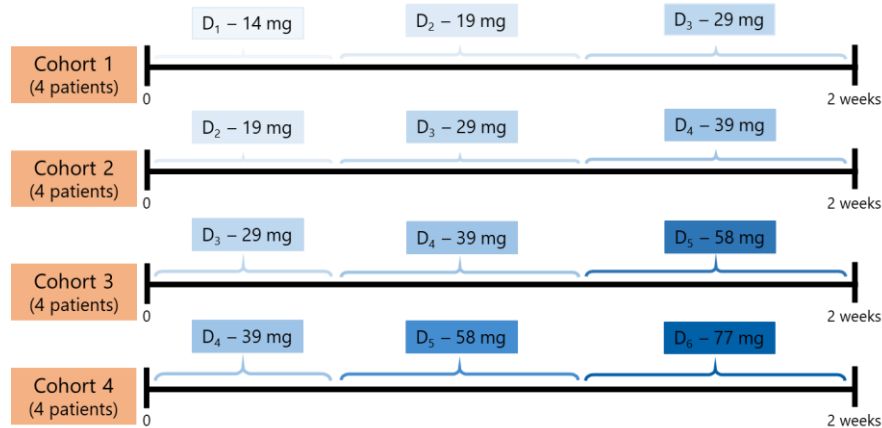 D₁ – 14 mg
D₂ – 19 mg
D₃ – 29 mg
Cohort 1
(4 patients)
0
2 weeks
D₂ – 19 mg
D₃ – 29 mg
D₄ – 39 mg
Cohort 2
(4 patients)
0
2 weeks
D₃ – 29 mg
D₄ – 39 mg
D₅ – 58 mg
Cohort 3
(4 patients)
0
2 weeks
D₄ – 39 mg
D₅ – 58 mg
D₆ – 77 mg
Cohort 4
(4 patients)
0
2 weeks